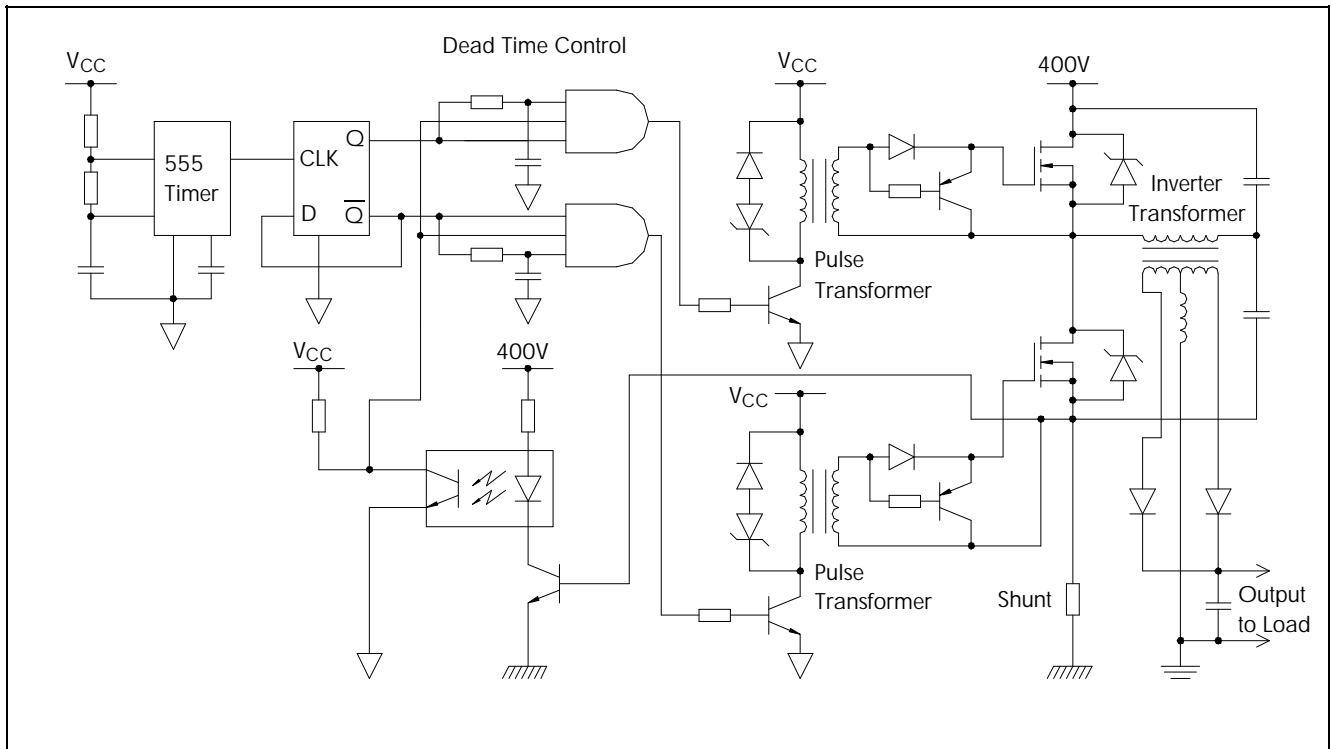 Dead Time Control
VCC
VCC
400V
555
Timer
CLK
Q
D
Q̅
Inverter
Transformer
Pulse
Transformer
VCC
400V
VCC
Pulse
Transformer
Shunt
Output
to Load